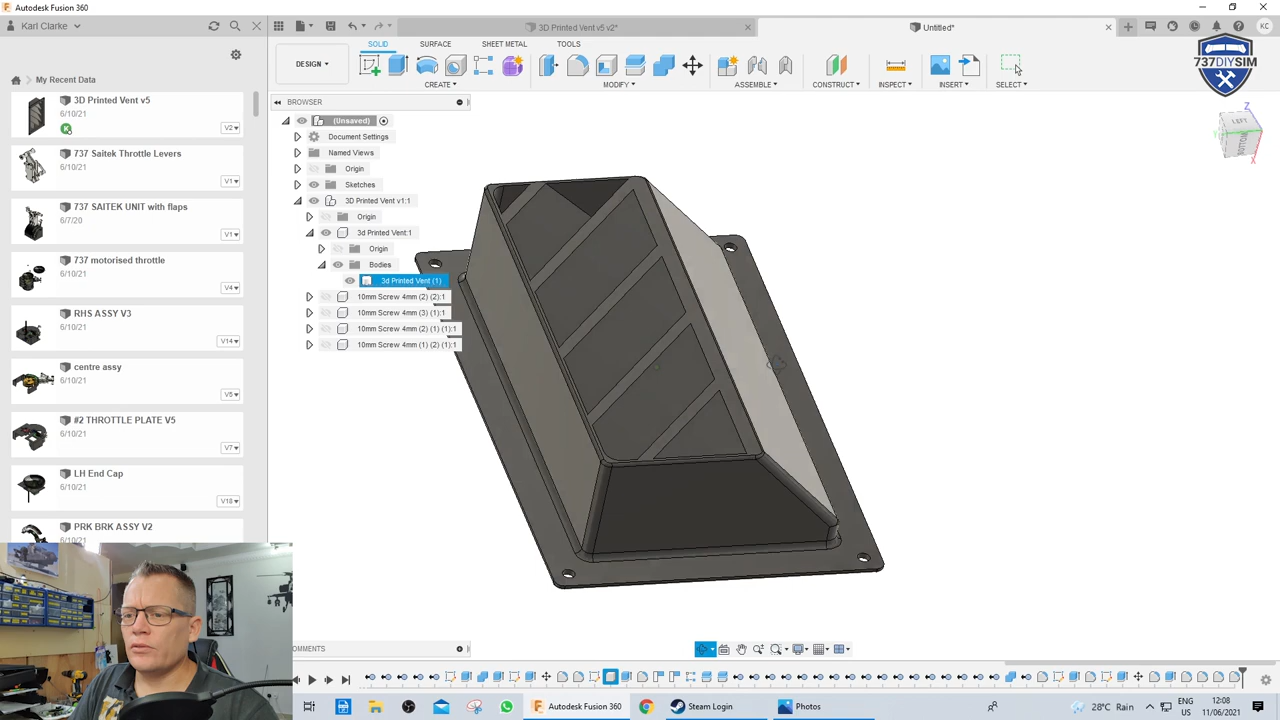 Autodesk Fusion 360
Karl Clarke
3D Printed Vent v5 v2*
Untitled*
KC
My Recent Data
3D Printed Vent v5
6/10/21
V2
737 Saitek Throttle Levers
6/10/21
V1
737 SAITEK UNIT with flaps
6/7/20
V1
737 motorised throttle
6/10/21
V4
RHS ASSY V3
6/10/21
V14
centre assy
6/10/21
V5
#2 THROTTLE PLATE V5
6/10/21
V7
LH End Cap
6/10/21
V18
PRK BRK ASSY V2
6/10/21
SOLID
SURFACE
SHEET METAL
TOOLS
DESIGN
CREATE
MODIFY
ASSEMBLE
CONSTRUCT
INSPECT
INSERT
SELECT
737DIYSIM
LEFT
BOTTOM
Z
X
BROWSER
(Unsaved)
Document Settings
Named Views
Origin
Sketches
3D Printed Vent v1:1
Origin
3d Printed Vent:1
Origin
Bodies
3d Printed Vent (1)
10mm Screw 4mm (2) (2):1
10mm Screw 4mm (3) (1):1
10mm Screw 4mm (2) (1) (1):1
10mm Screw 4mm (1) (2) (1):1
OMMENTS
Autodesk Fusion 360
Steam Login
Photos
28°C Rain
ENG
US
12:08
11/06/2021